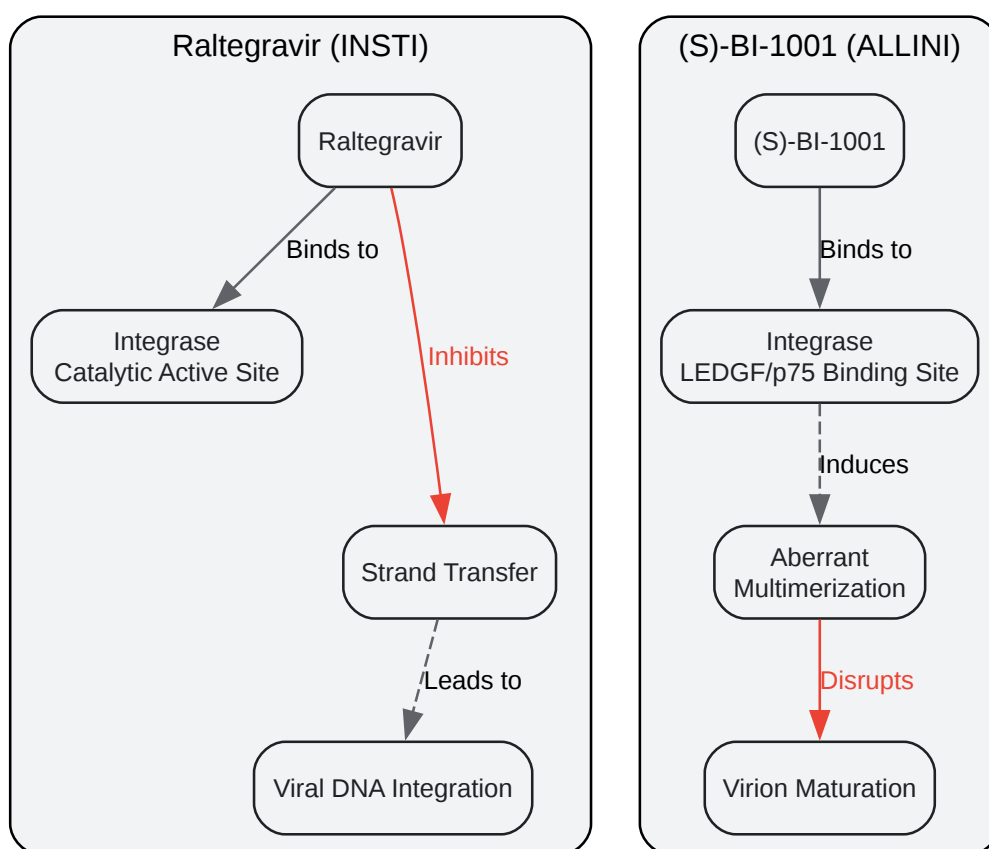 Raltegravir (INSTI)
Raltegravir
Binds to
Integrase
Catalytic Active Site
Inhibits
Strand Transfer
Leads to
Viral DNA Integration
(S)-BI-1001 (ALLINI)
(S)-BI-1001
Binds to
Integrase
LEDGF/p75 Binding Site
Induces
Aberrant
Multimerization
Disrupts
Virion Maturation